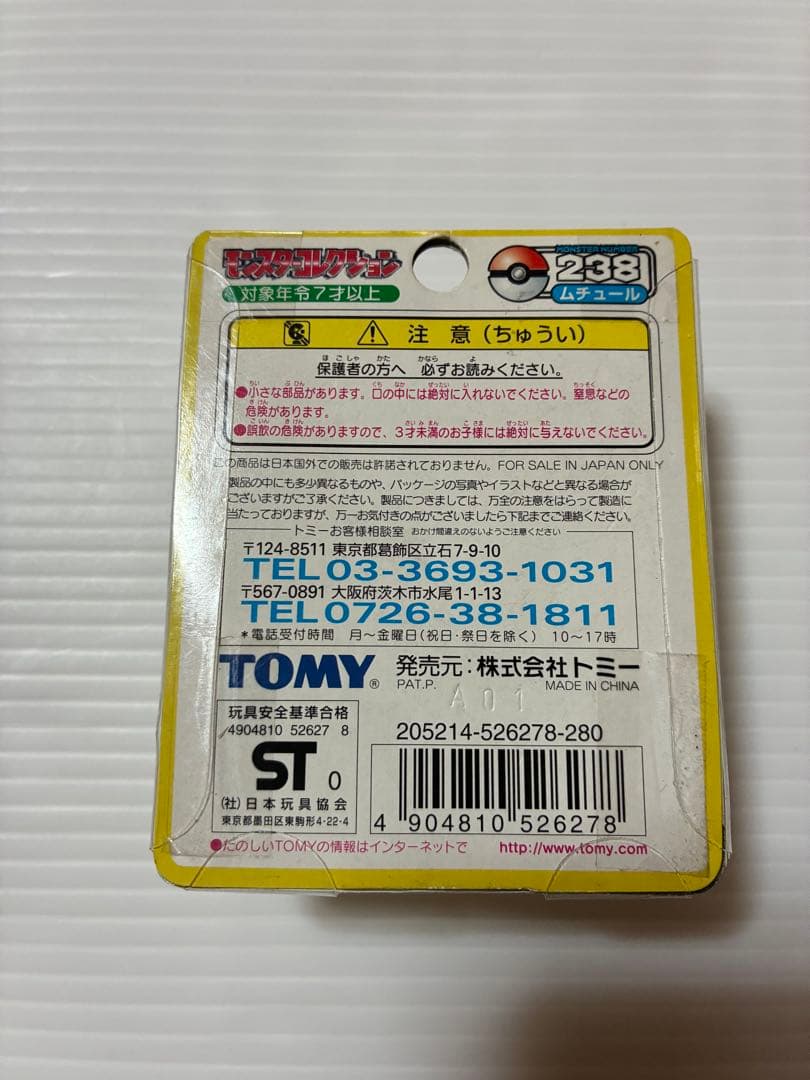 モンスターコレクション
対象年令7才以上
MONSTER NUMBER
238
ムチュール
注 意 (ちゅうい)
保護者の方へ 必ずお読みください。
●小さな部品があります。口の中には絶対に入れないでください。窒息などの
危険があります。
●誤飲の危険がありますので、3才未満のお子様には絶対に与えないでください。
この商品は日本国外での販売は許諾されておりません。FOR SALE IN JAPAN ONLY
製品の中にも多少異なるものや、パッケージの写真やイラストなどと異なる場合が
ございますがご了承ください。製品につきましては、万全の注意をはらって製造に
当たっておりますが、万一お気付きの点がございましたら下記までご連絡ください。
トミーお客様相談室 おかけ間違えのないようご注意ください
〒124-8511 東京都葛飾区立石7-9-10
TEL03-3693-1031
〒567-0891 大阪府茨木市水尾1-1-13
TEL0726-38-1811
*電話受付時間 月〜金曜日(祝日・祭日を除く) 10〜17時
TOMY® 発売元:株式会社トミー
PAT.P. A01 MADE IN CHINA
玩具安全基準合格
4904810 52627 8
ST 0
(社)日本玩具協会
東京都墨田区東駒形4-22-4
205214-526278-280
4 904810 526278
●たのしいTOMYの情報はインターネットで http://www.tomy.com